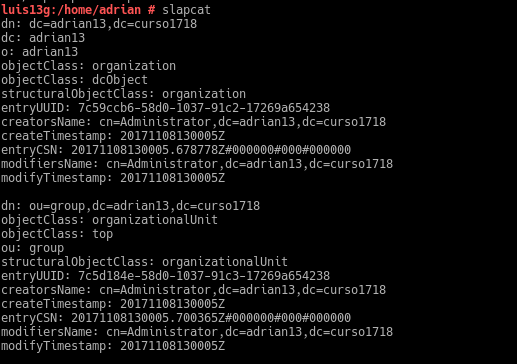 luis13g:/home/adrian # slapcat
dn: dc=adrian13,dc=curso1718
dc: adrian13
o: adrian13
objectClass: organization
objectClass: dcObject
structuralObjectClass: organization
entryUUID: 7c59ccb6-58d0-1037-91c2-17269a654238
creatorsName: cn=Administrator,dc=adrian13,dc=curso1718
createTimestamp: 20171108130005Z
entryCSN: 20171108130005.678778Z#000000#000#000000
modifiersName: cn=Administrator,dc=adrian13,dc=curso1718
modifyTimestamp: 20171108130005Z

dn: ou=group,dc=adrian13,dc=curso1718
objectClass: organizationalUnit
objectClass: top
ou: group
structuralObjectClass: organizationalUnit
entryUUID: 7c5d184e-58d0-1037-91c3-17269a654238
creatorsName: cn=Administrator,dc=adrian13,dc=curso1718
createTimestamp: 20171108130005Z
entryCSN: 20171108130005.700365Z#000000#000#000000
modifiersName: cn=Administrator,dc=adrian13,dc=curso1718
modifyTimestamp: 20171108130005Z